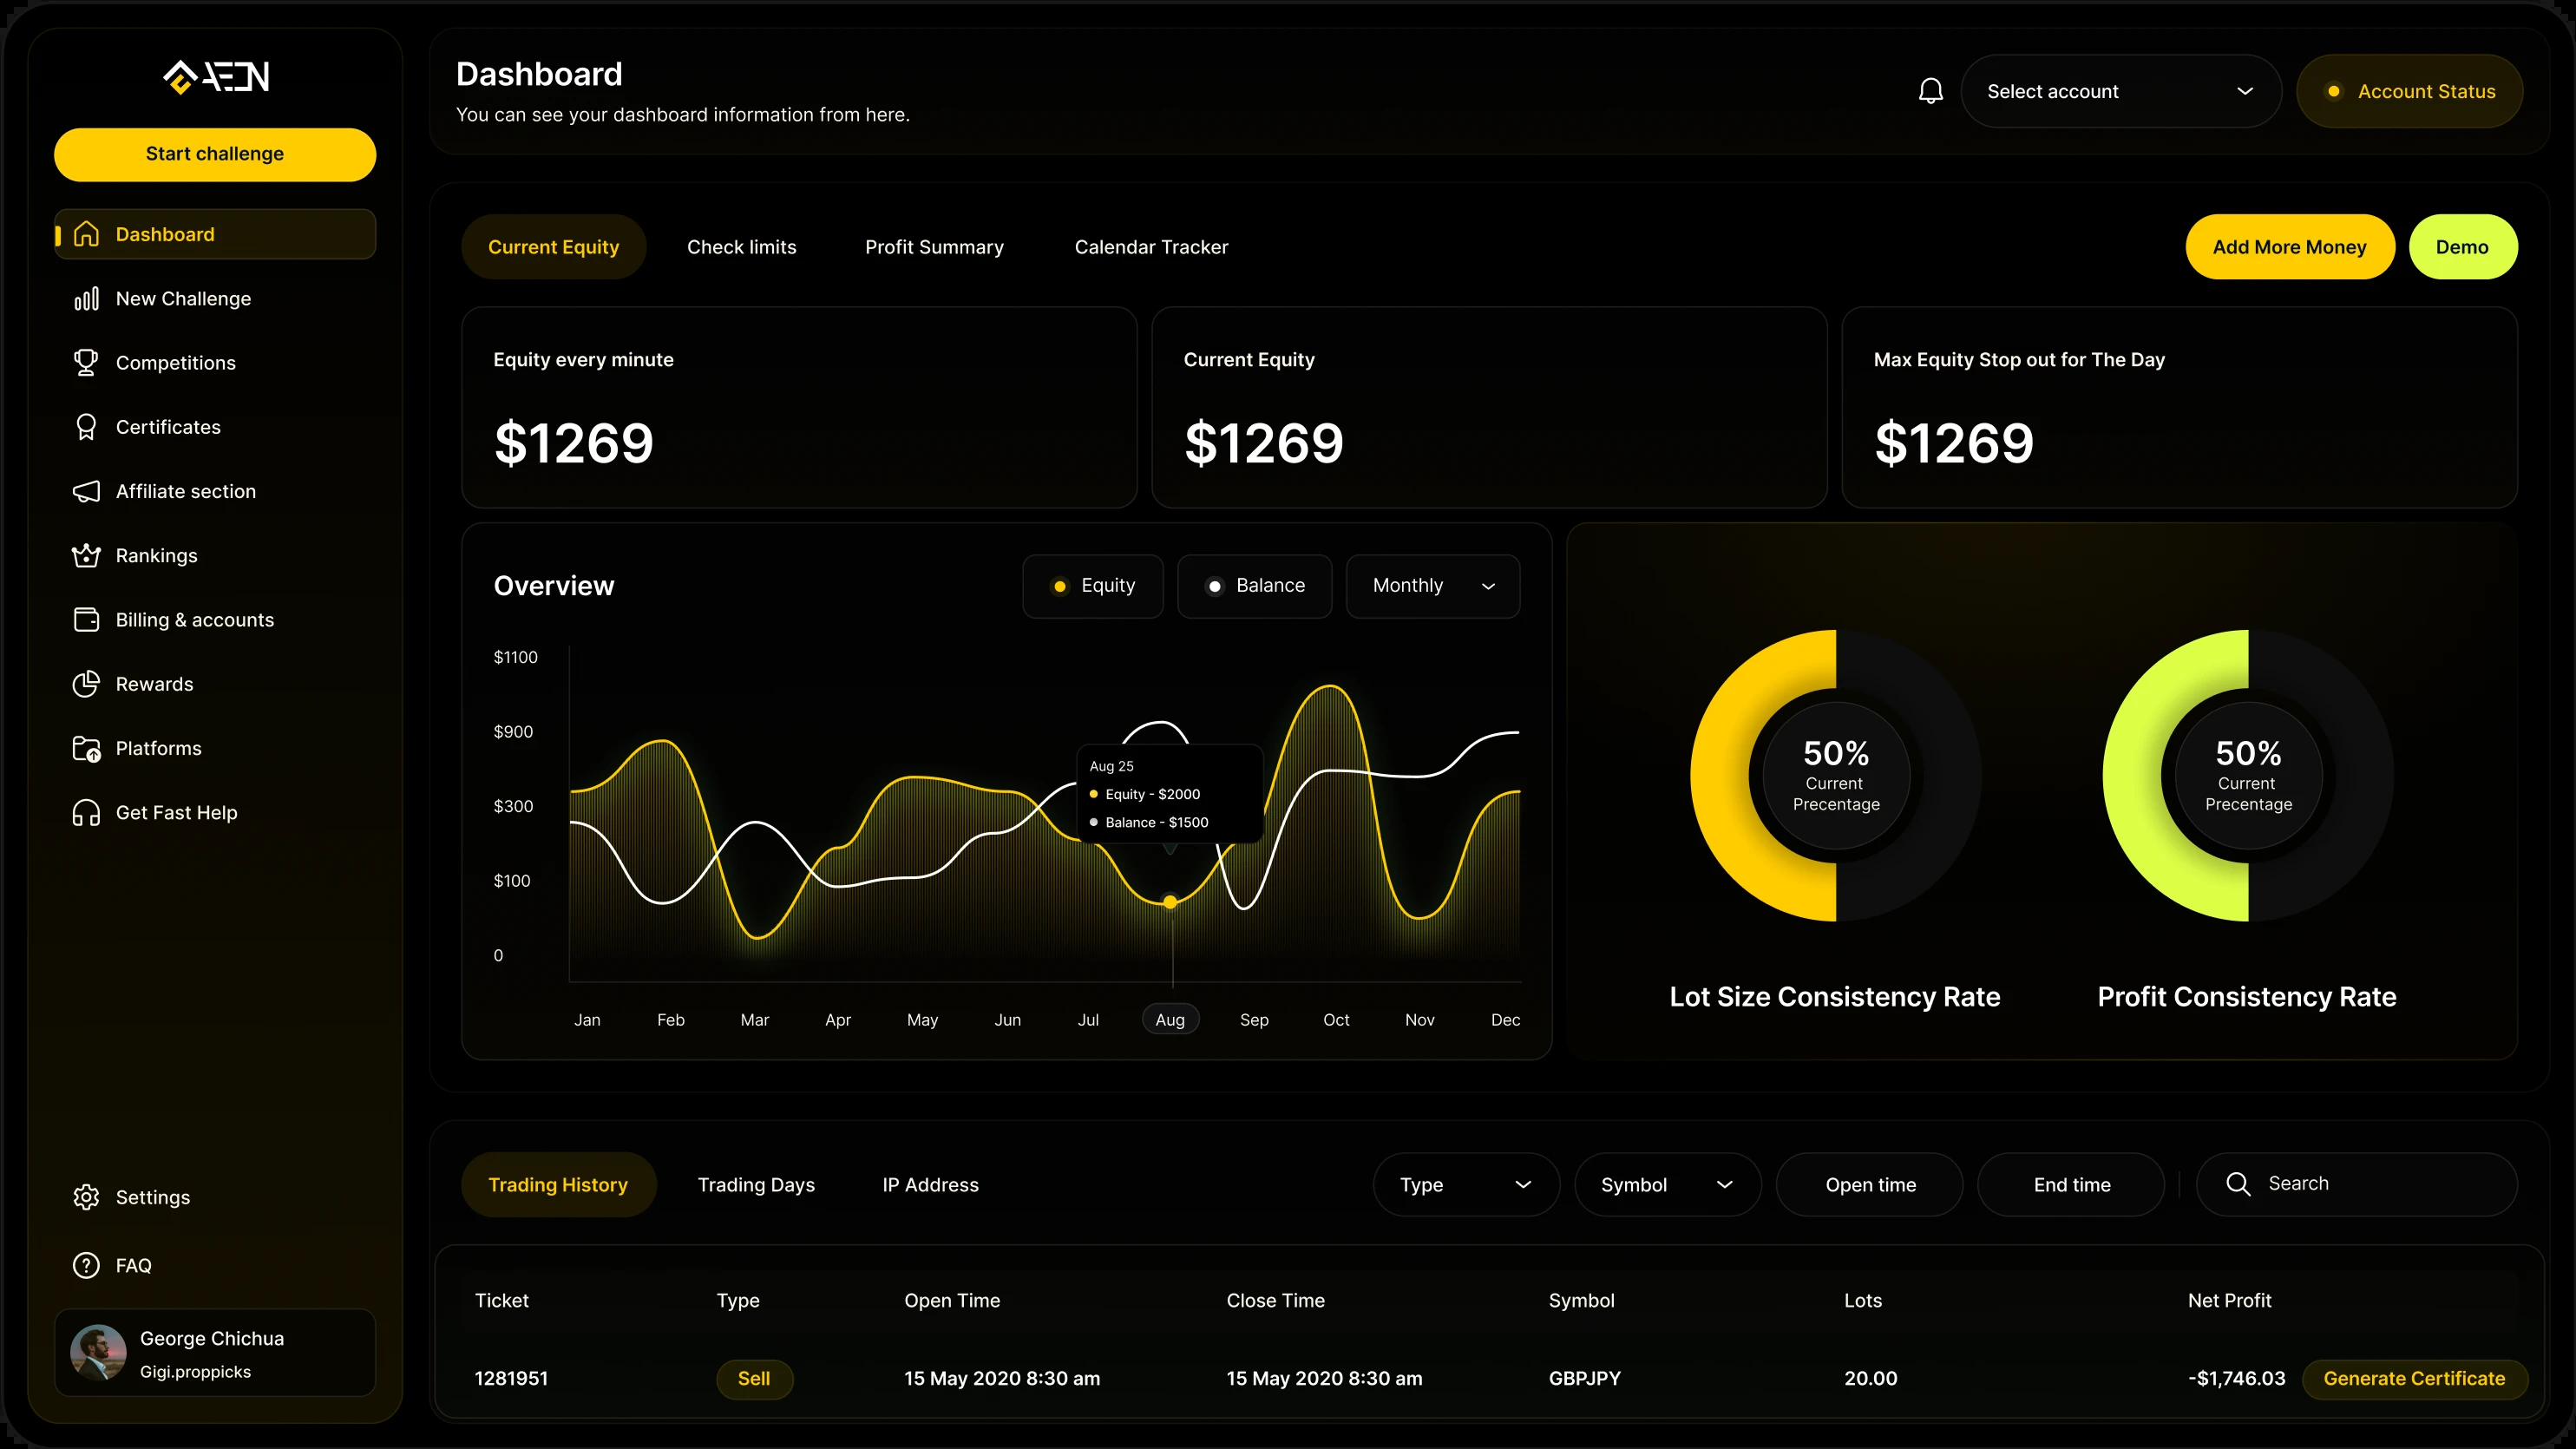 AEON
Start challenge
Dashboard
New Challenge
Competitions
Certificates
Affiliate section
Rankings
Billing & accounts
Rewards
Platforms
Get Fast Help
Settings
FAQ
George Chichua
Gigi.proppicks
Dashboard
You can see your dashboard information from here.
Select account
Account Status
Current Equity
Check limits
Profit Summary
Calendar Tracker
Add More Money
Demo
Equity every minute
$1269
Current Equity
$1269
Max Equity Stop out for The Day
$1269
Overview
Equity
Balance
Monthly
$1100
$900
$300
$100
0
Aug 25
Equity - $2000
Balance - $1500
Jan
Feb
Mar
Apr
May
Jun
Jul
Aug
Sep
Oct
Nov
Dec
50%
Current
Precentage
Lot Size Consistency Rate
50%
Current
Precentage
Profit Consistency Rate
Trading History
Trading Days
IP Address
Type
Symbol
Open time
End time
Search
Ticket
Type
Open Time
Close Time
Symbol
Lots
Net Profit
1281951
Sell
15 May 2020 8:30 am
15 May 2020 8:30 am
GBPJPY
20.00
-$1,746.03
Generate Certificate